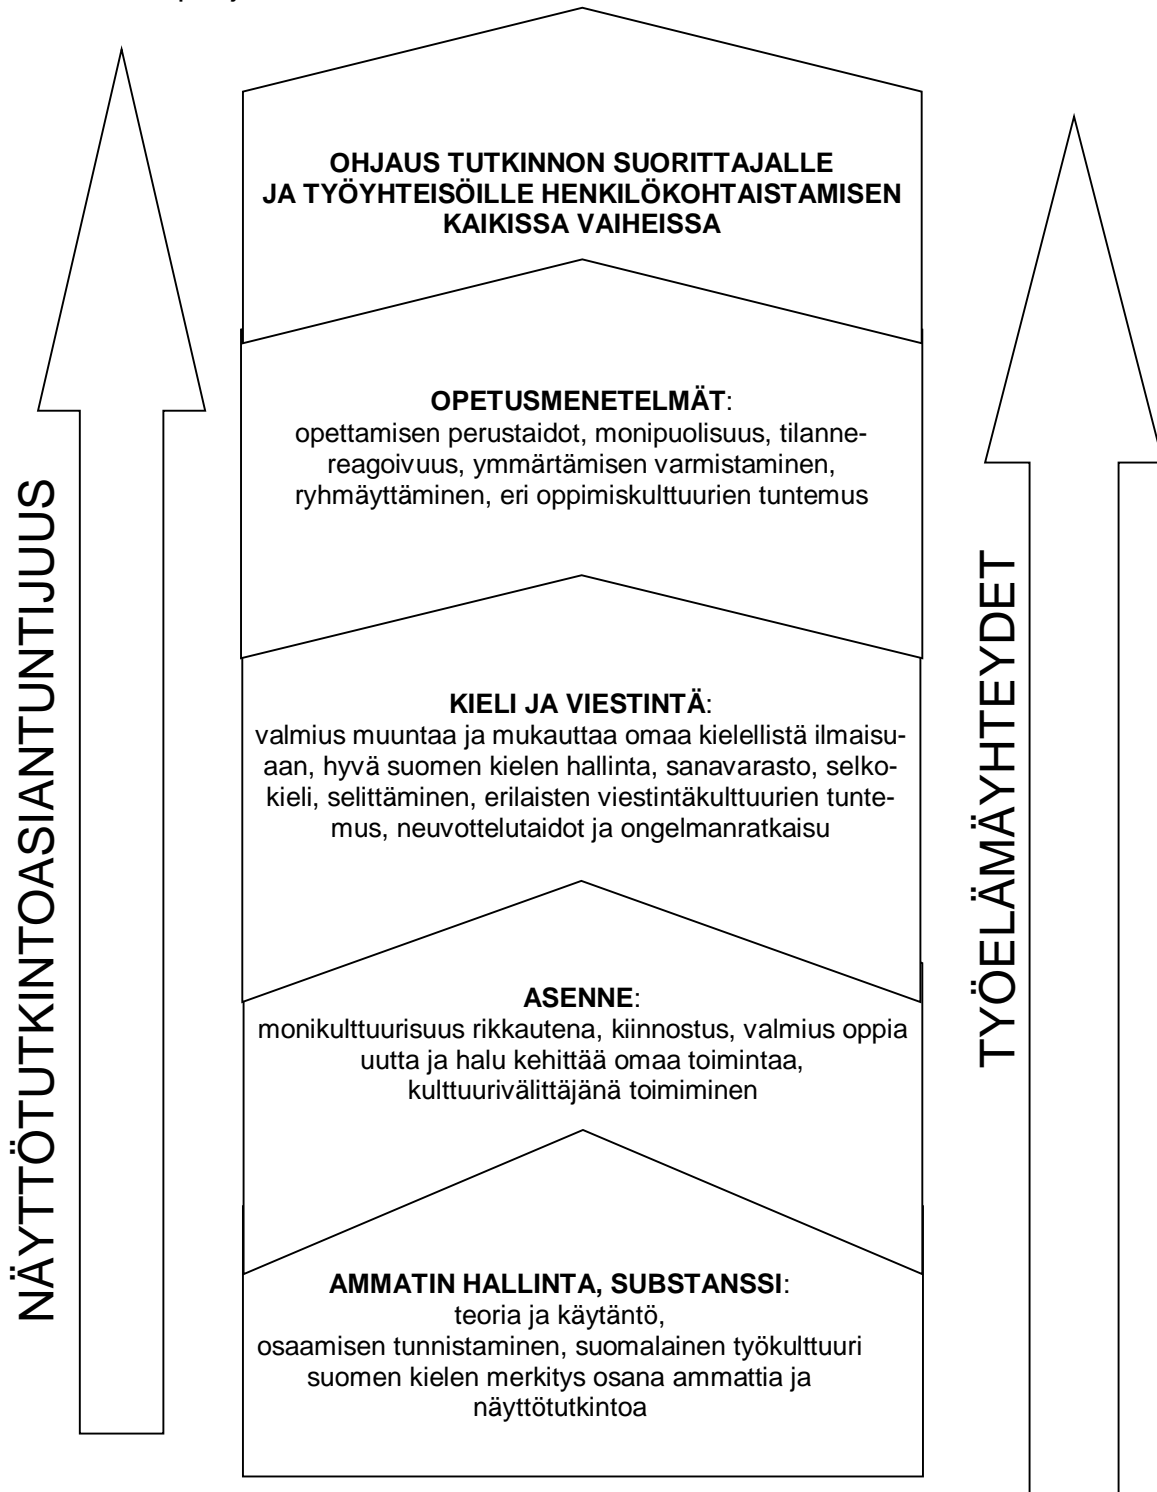 OHJAUS TUTKINNON SUORITTAJALLE
JA TYÖYHTEISÖILLE HENKILÖKOHTAISTAMISEN
KAIKISSA VAIHEISSA
OPETUSMENETELMÄT:
opettamisen perustaidot, monipuolisuus, tilanne-
reagoivuus, ymmärtämisen varmistaminen,
ryhmäyttäminen, eri oppimiskulttuurien tuntemus
KIELI JA VIESTINTÄ:
valmius muuntaa ja mukauttaa omaa kielellistä ilmaisu-
aan, hyvä suomen kielen hallinta, sanavarasto, selko-
kieli, selittäminen, erilaisten viestintäkulttuurien tunte-
mus, neuvottelutaidot ja ongelmanratkaisu
ASENNE:
monikulttuurisuus rikkautena, kiinnostus, valmius oppia
uutta ja halu kehittää omaa toimintaa,
kulttuurivälittäjänä toimiminen
AMMATIN HALLINTA, SUBSTANSSI:
teoria ja käytäntö,
osaamisen tunnistaminen, suomalainen työkulttuuri
suomen kielen merkitys osana ammattia ja
näyttötutkintoa
NÄYTTÖTUTKINTOASIANTUNTIJUUS
TYÖELÄMÄYHTEYDET